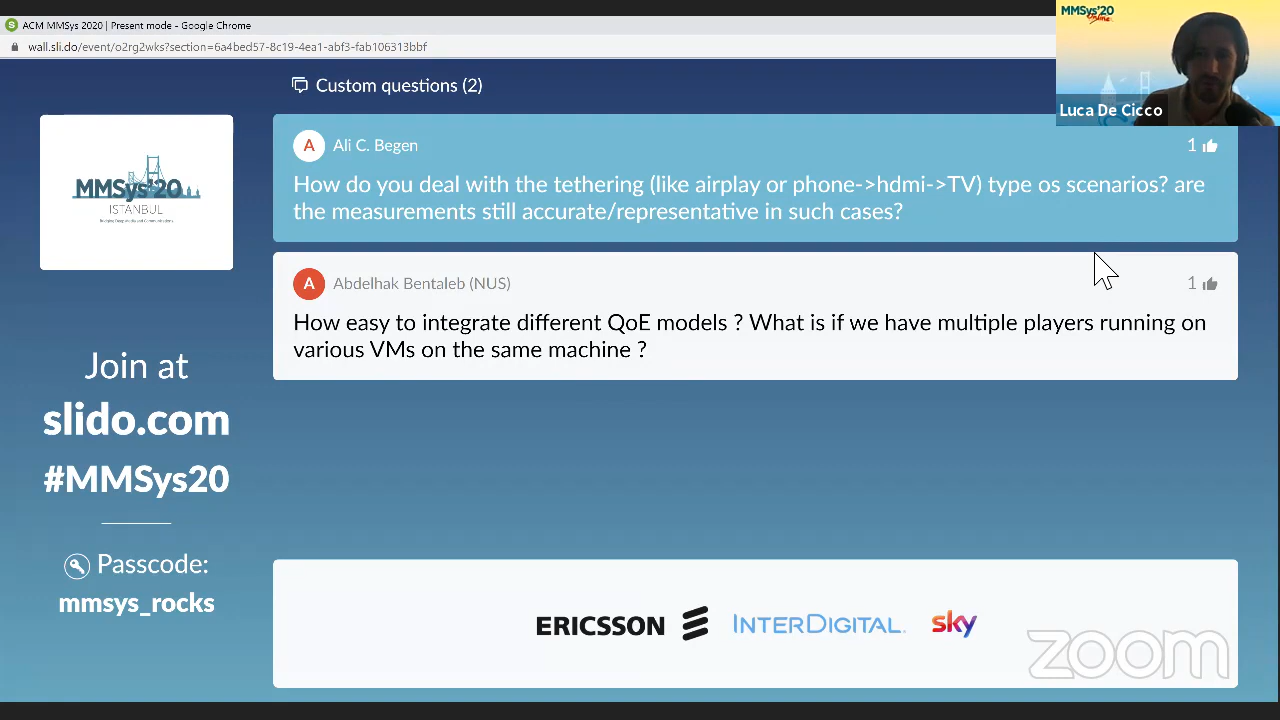 ACM MMSys 2020 | Present mode - Google Chrome
wall.sli.do/event/o2rg2wks?section=6a4bed57-8c19-4ea1-abf3-fab106313bbf
MMSys'20
Online
Luca De Cicco
Custom questions (2)
A Ali C. Begen 1
How do you deal with the tethering (like airplay or phone->hdmi->TV) type os scenarios? are
the measurements still accurate/representative in such cases?
A Abdelhak Bentaleb (NUS) 1
How easy to integrate different QoE models ? What is if we have multiple players running on
various VMs on the same machine ?
MMSys'20
ISTANBUL
Join at
slido.com
#MMSys20
Passcode:
mmsys_rocks
ERICSSON INTERDIGITAL sky
zoom